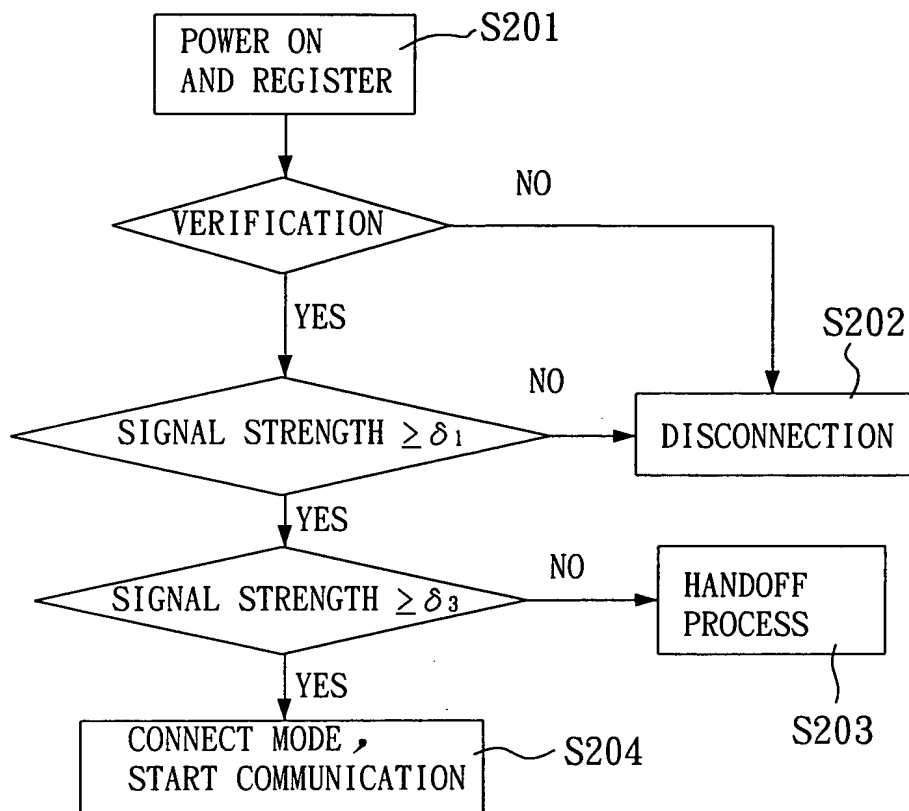 POWER ON
AND REGISTER
S201
VERIFICATION
NO
YES
S202
SIGNAL STRENGTH ≥ δ1
NO
DISCONNECTION
YES
SIGNAL STRENGTH ≥ δ3
NO
HANDOFF
PROCESS
S203
YES
CONNECT MODE,
START COMMUNICATION
S204